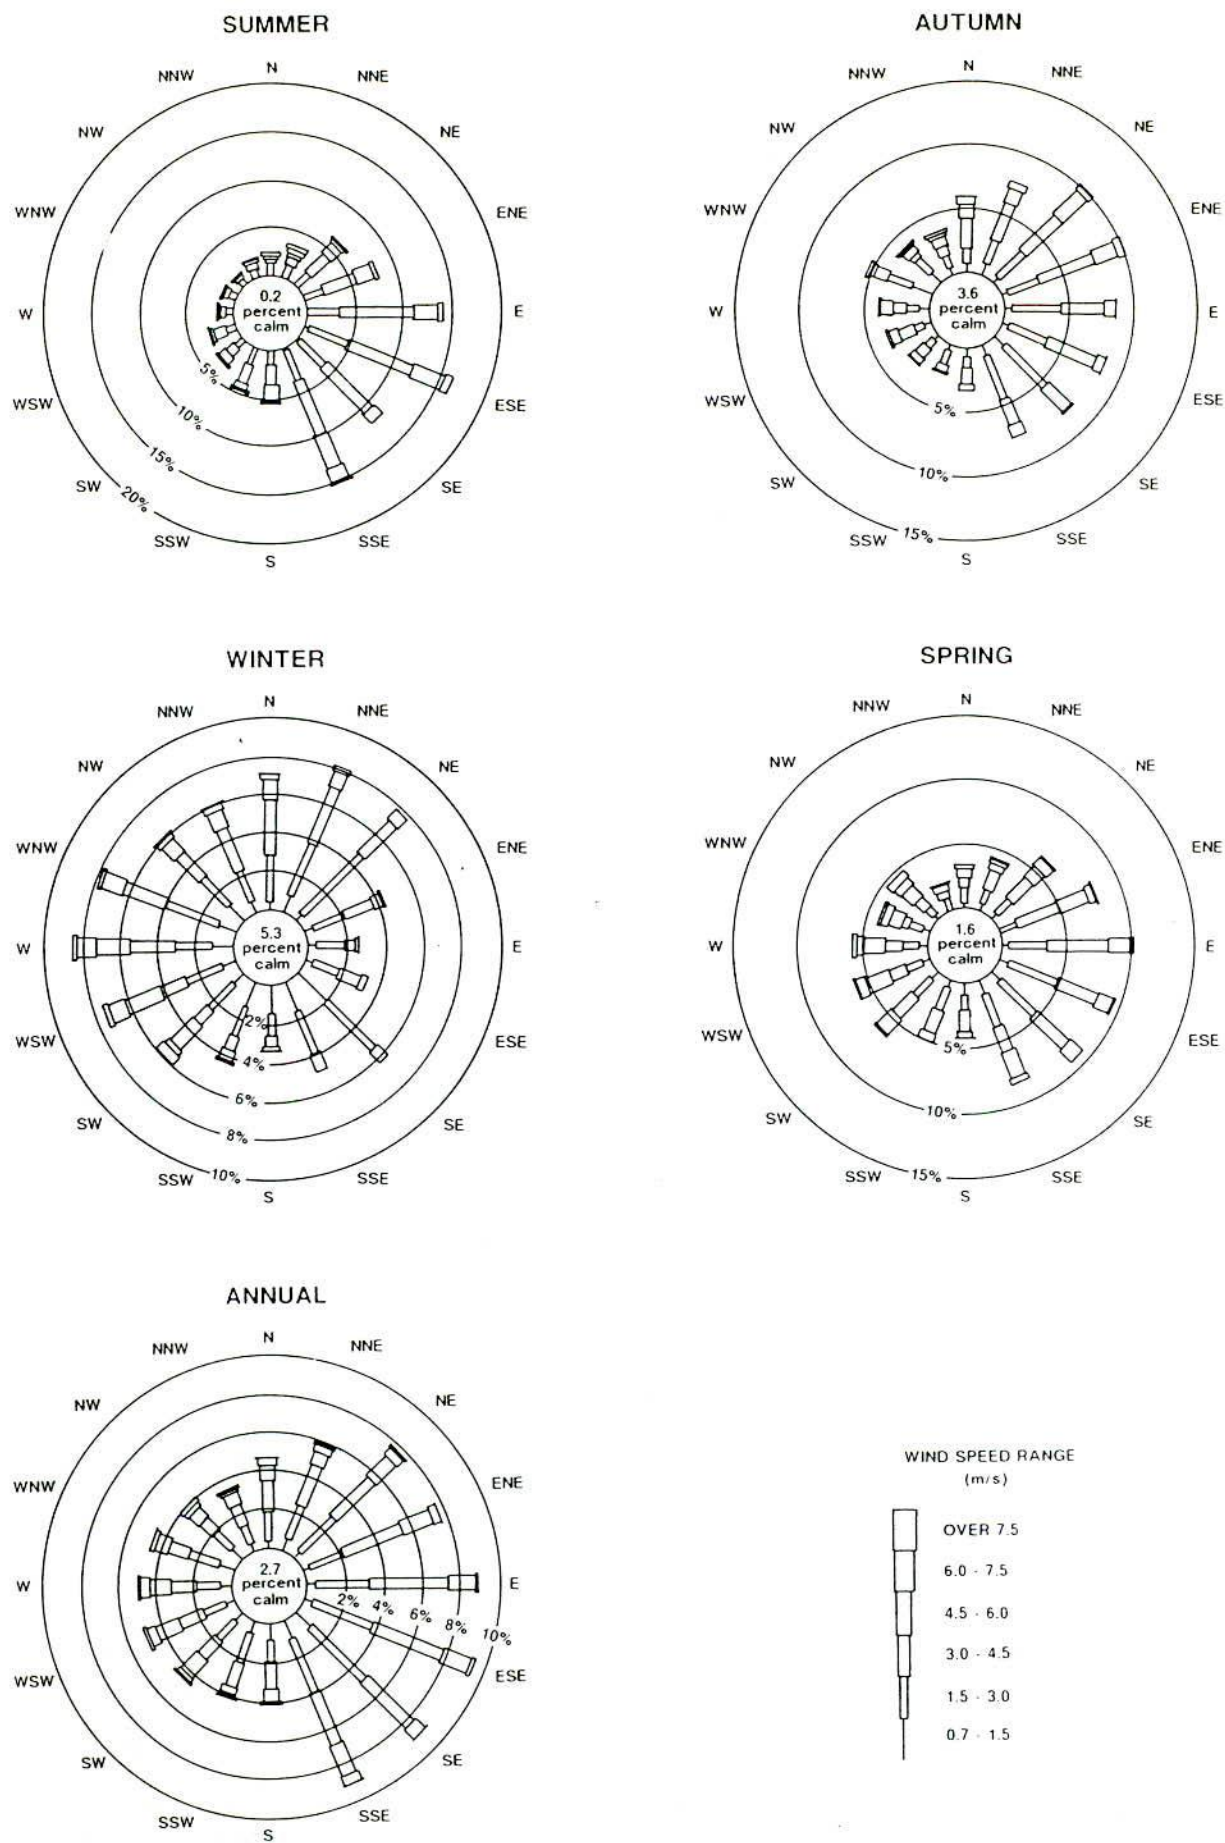 SUMMER
N
NNW
NNE
NW
NE
WNW
ENE
0.2
percent
calm
W
E
5%
WSW
ESE
10%
15%
SW
20%
SE
SSW
SSE
S
AUTUMN
N
NNW
NNE
NW
NE
WNW
ENE
3.6
percent
calm
W
E
WSW
5%
ESE
10%
SW
SE
SSW
15%
SSE
S
WINTER
N
NNW
NNE
NW
NE
WNW
ENE
5.3
percent
calm
W
E
2%
WSW
ESE
4%
6%
SW
SE
8%
SSW
10%
SSE
S
SPRING
N
NNW
NNE
NW
NE
WNW
ENE
1.6
percent
calm
W
E
WSW
ESE
5%
10%
SW
SE
SSW
15%
SSE
S
ANNUAL
N
NNW
NNE
NW
NE
WNW
ENE
2.7
percent
calm
W
E
2% 4% 6% 8% 10%
WSW
ESE
SW
SE
SSW
SSE
S
WIND SPEED RANGE
(m/s)
OVER 7.5
6.0 - 7.5
4.5 - 6.0
3.0 - 4.5
1.5 - 3.0
0.7 - 1.5